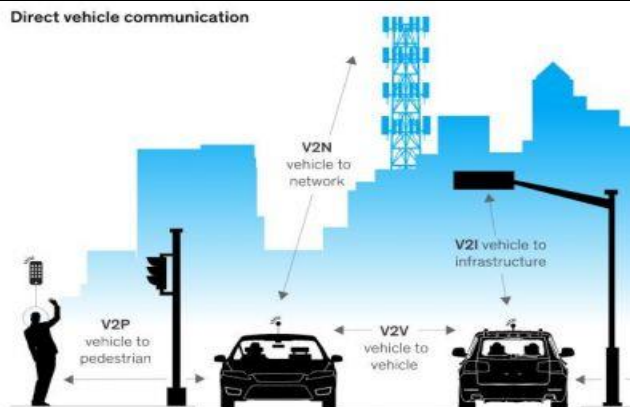 Direct vehicle communication
V2N
vehicle to
network
V2I vehicle to
infrastructure
V2P
vehicle to
pedestrian
V2V
vehicle to
vehicle